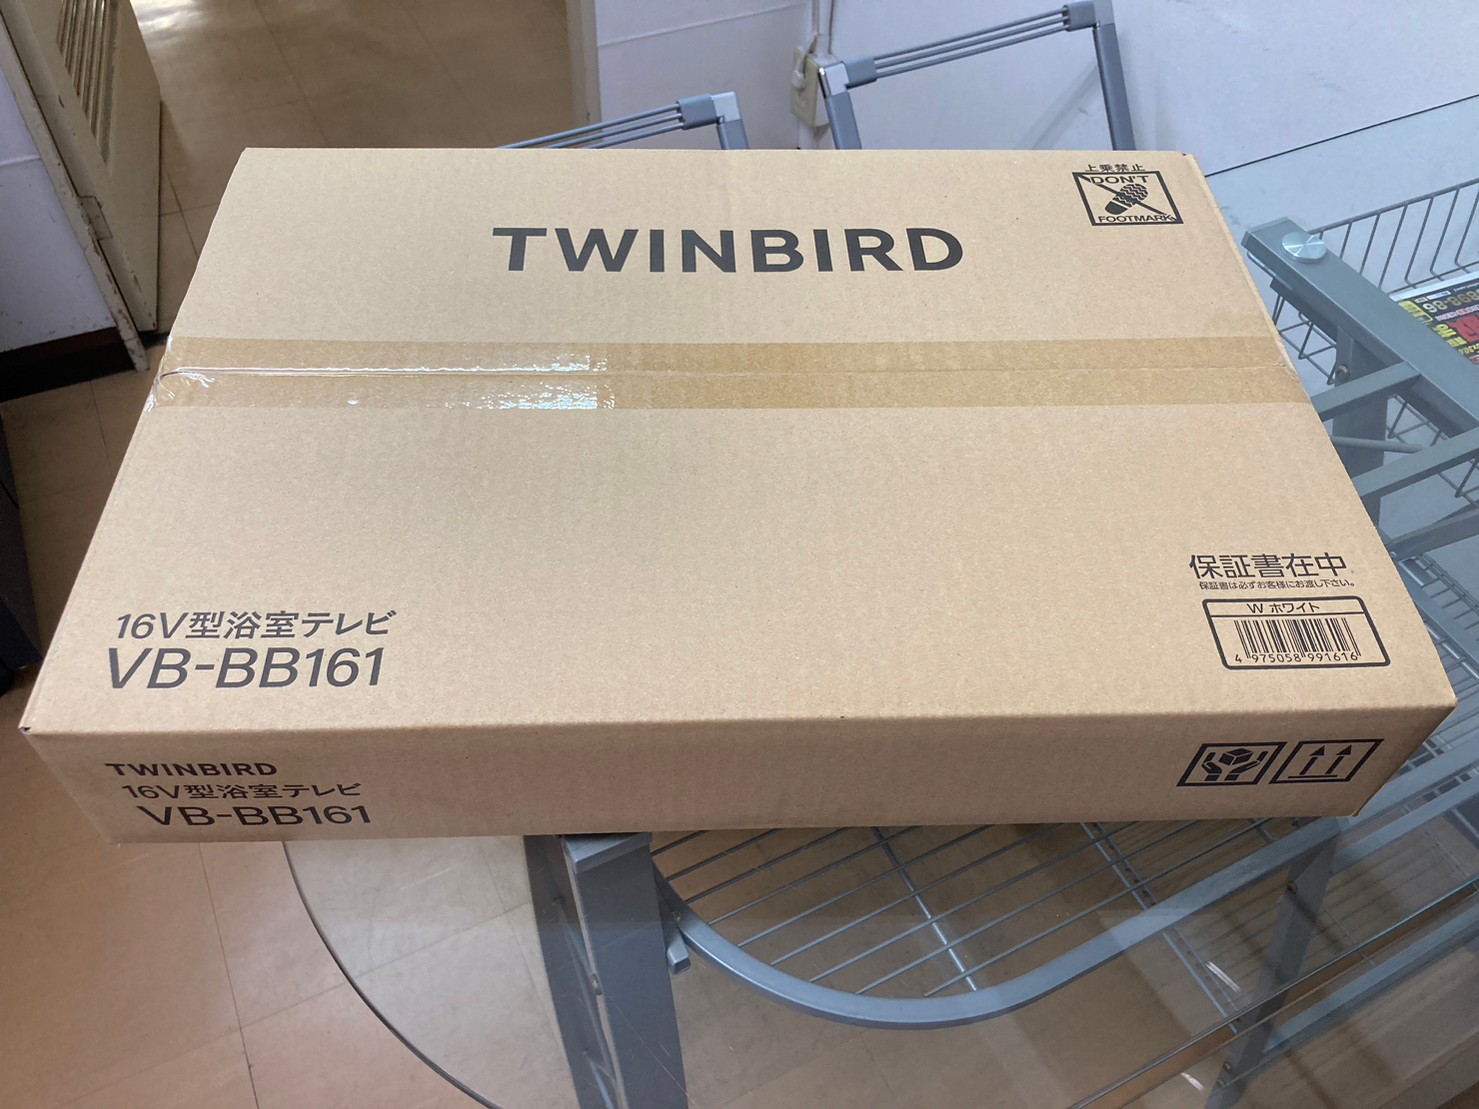 上乗禁止
DON'T
FOOTMARK
TWINBIRD
保証書在中
保証書は必ずお客様にお渡し下さい。
W ホワイト
4 975058 991616
16V型浴室テレビ
VB-BB161
TWINBIRD
16V型浴室テレビ
VB-BB161